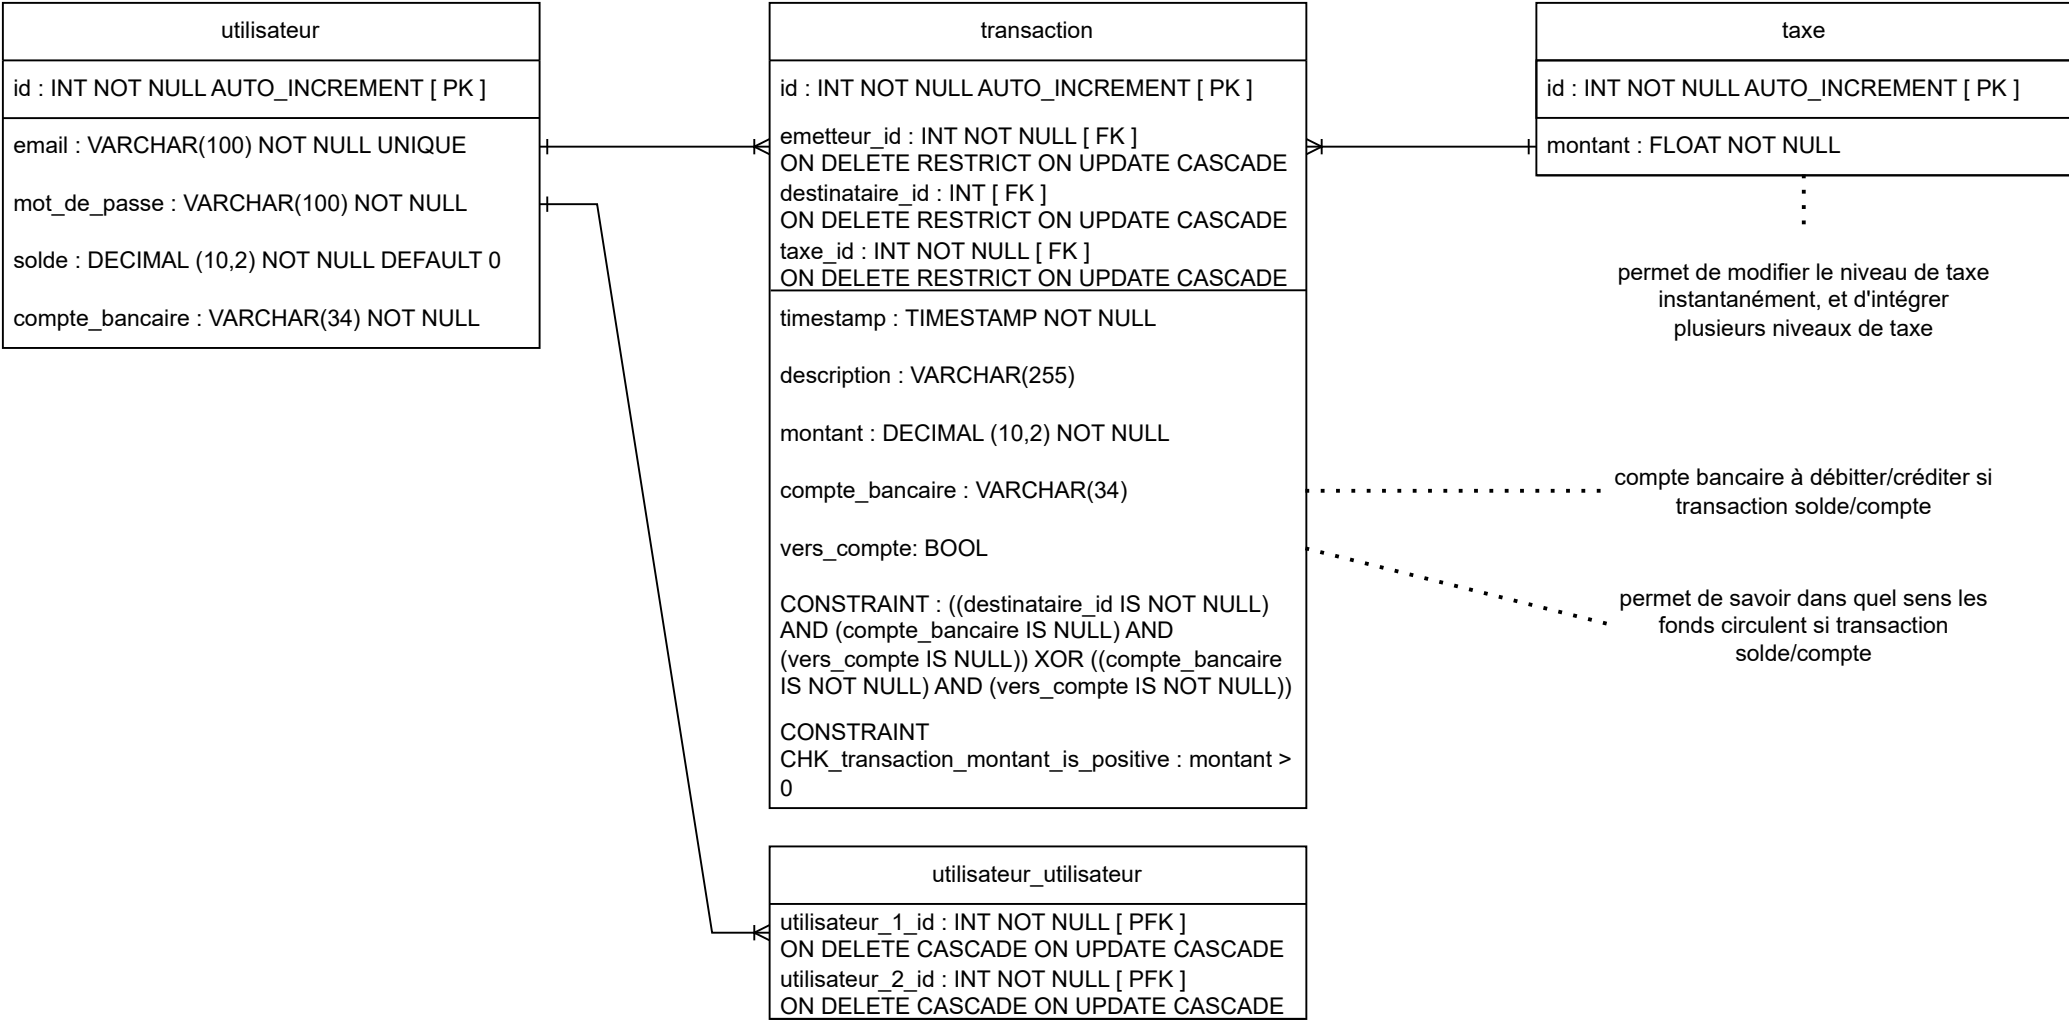 utilisateur
id : INT NOT NULL AUTO_INCREMENT [ PK ]
email : VARCHAR(100) NOT NULL UNIQUE
mot_de_passe : VARCHAR(100) NOT NULL
solde : DECIMAL (10,2) NOT NULL DEFAULT 0
compte_bancaire : VARCHAR(34) NOT NULL
transaction
id : INT NOT NULL AUTO_INCREMENT [ PK ]
emetteur_id : INT NOT NULL [ FK ]
ON DELETE RESTRICT ON UPDATE CASCADE
destinataire_id : INT [ FK ]
ON DELETE RESTRICT ON UPDATE CASCADE
taxe_id : INT NOT NULL [ FK ]
ON DELETE RESTRICT ON UPDATE CASCADE
timestamp : TIMESTAMP NOT NULL
description : VARCHAR(255)
montant : DECIMAL (10,2) NOT NULL
compte_bancaire : VARCHAR(34)
vers_compte: BOOL
CONSTRAINT : ((destinataire_id IS NOT NULL)
AND (compte_bancaire IS NULL) AND
(vers_compte IS NULL)) XOR ((compte_bancaire
IS NOT NULL) AND (vers_compte IS NOT NULL))
CONSTRAINT
CHK_transaction_montant_is_positive : montant >
0
taxe
id : INT NOT NULL AUTO_INCREMENT [ PK ]
montant : FLOAT NOT NULL
permet de modifier le niveau de taxe
instantanément, et d'intégrer
plusieurs niveaux de taxe
compte bancaire à débitter/créditer si
transaction solde/compte
permet de savoir dans quel sens les
fonds circulent si transaction
solde/compte
utilisateur_utilisateur
utilisateur_1_id : INT NOT NULL [ PFK ]
ON DELETE CASCADE ON UPDATE CASCADE
utilisateur_2_id : INT NOT NULL [ PFK ]
ON DELETE CASCADE ON UPDATE CASCADE